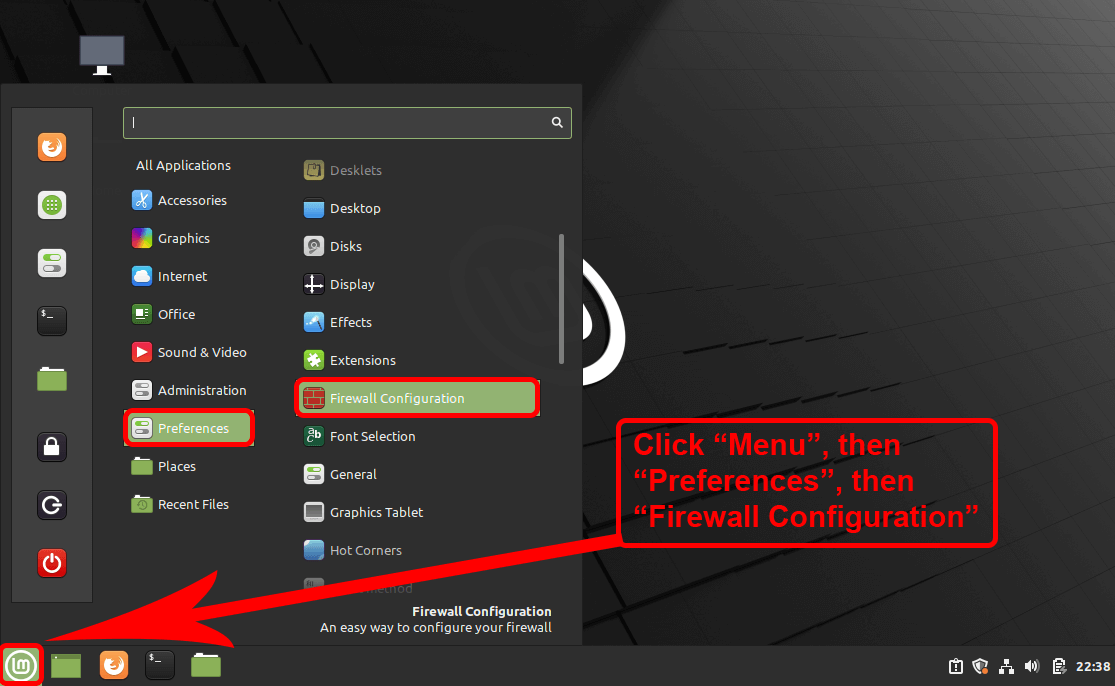 All Applications
Accessories
Graphics
Internet
Office
Sound & Video
Administration
Preferences
Places
Recent Files
Desklets
Desktop
Disks
Display
Effects
Extensions
Firewall Configuration
Font Selection
General
Graphics Tablet
Hot Corners
method
Firewall Configuration
An easy way to configure your firewall
Click “Menu”, then
“Preferences”, then
“Firewall Configuration”
22:38